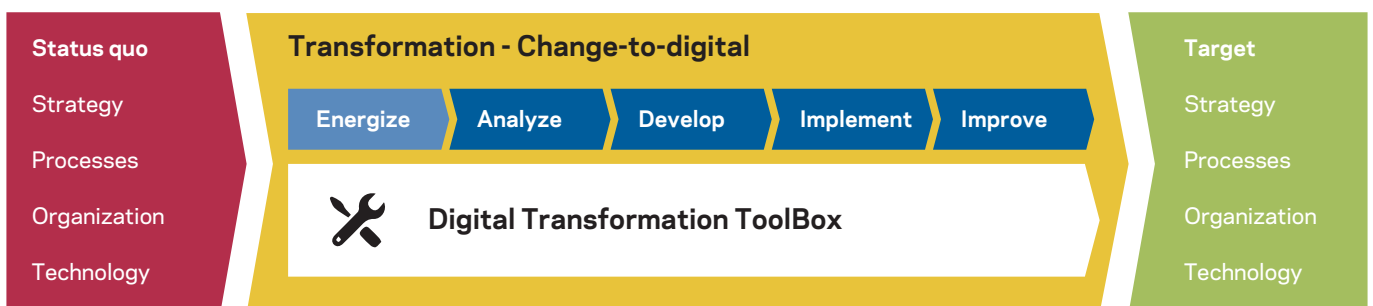 Status quo
Strategy
Processes
Organization
Technology
Transformation - Change-to-digital
Energize
Analyze
Develop
Implement
Improve
Digital Transformation ToolBox
Target
Strategy
Processes
Organization
Technology